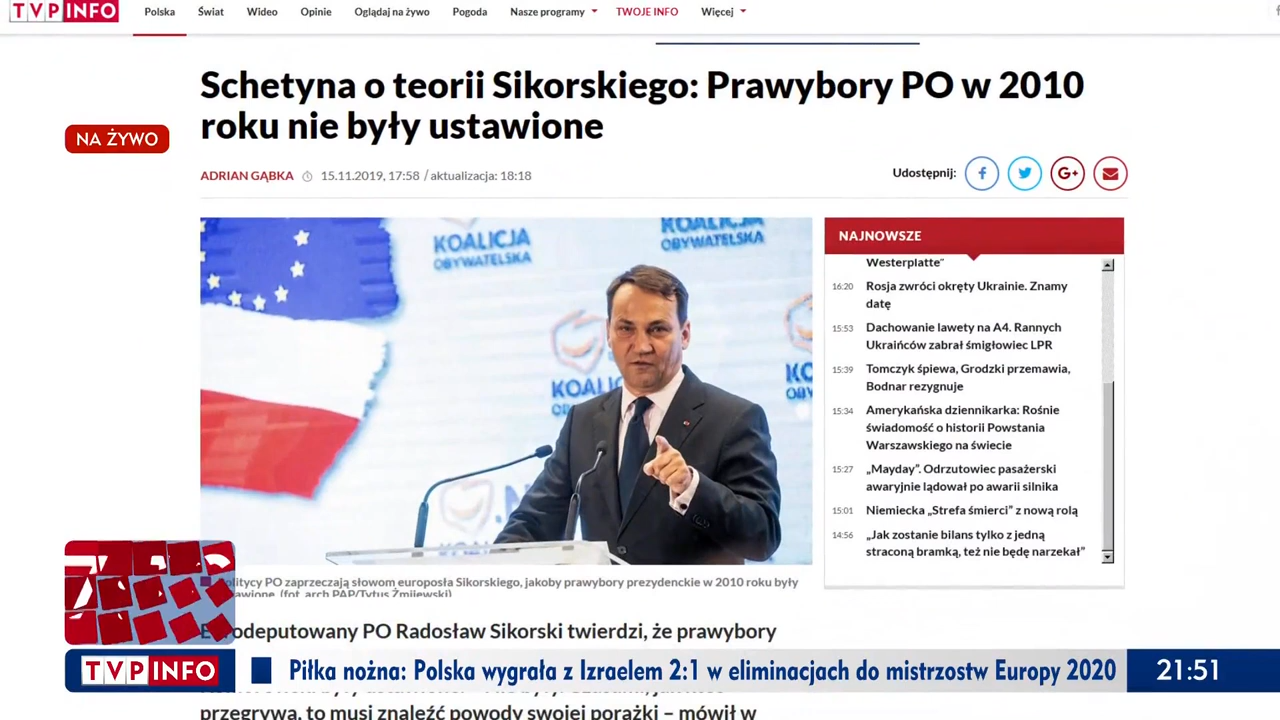 TVP INFO
Polska Świat Wideo Opinie Oglądaj na żywo Pogoda Nasze programy TWOJE INFO Więcej
Schetyna o teorii Sikorskiego: Prawybory PO w 2010
roku nie były ustawione
NA ŻYWO
ADRIAN GĄBKA 15.11.2019, 17:58 / aktualizacja: 18:18
Udostępnij:
KOALICJA
OBYWATELSKA
KOALICJA
OBYWATELSKA
NAJNOWSZE
Westerplatte"
16:20 Rosja zwróci okręty Ukrainie. Znamy
datę
15:53 Dachowanie lawety na A4. Rannych
Ukraińców zabrał śmigłowiec LPR
15:39 Tomczyk śpiewa, Grodzki przemawia,
Bodnar rezygnuje
15:34 Amerykańska dziennikarka: Rośnie
świadomość o historii Powstania
Warszawskiego na świecie
15:27 „Mayday”. Odrzutowiec pasażerski
awaryjnie lądował po awarii silnika
15:01 Niemiecka „Strefa śmierci” z nową rolą
14:56 „Jak zostanie bilans tylko z jedną
straconą bramką, też nie będę narzekał”
politycy PO zaprzeczają słowom europosła Sikorskiego, jakoby prawybory prezydenckie w 2010 roku były
(fot. arch PAP/Tytus Żmijewski)
PO Radosław Sikorski twierdzi, że prawybory
TVP INFO
Piłka nożna: Polska wygrała z Izraelem 2:1 w eliminacjach do mistrzostw Europy 2020
21:51
przegrywa, to musi znaleźć powody swojej porażki – mówił w